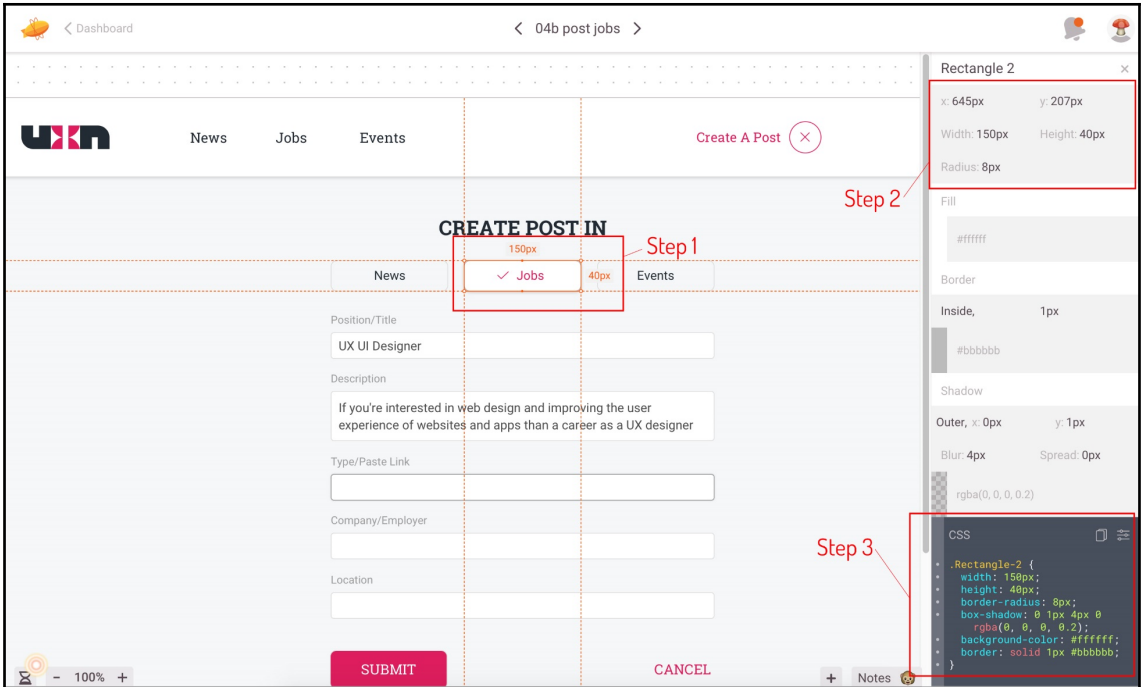 Dashboard
04b post jobs
Rectangle 2
x: 645px y: 207px
Width: 150px Height: 40px
Radius: 8px
Step 2
uxn
News Jobs Events
Create A Post
CREATE POST IN
150px
Step 1
News Jobs 40px Events
Fill
#ffffff
Border
Inside, 1px
#bbbbbb
Shadow
Outer, x: 0px y: 1px
Blur: 4px Spread: 0px
rgba(0, 0, 0, 0.2)
Position/Title
UX UI Designer
Description
If you're interested in web design and improving the user
experience of websites and apps than a career as a UX designer
Type/Paste Link
Company/Employer
Location
SUBMIT CANCEL
- 100% +
+ Notes
Step 3
CSS
.Rectangle-2 {
width: 150px;
height: 40px;
border-radius: 8px;
box-shadow: 0 1px 4px 0
rgba(0, 0, 0, 0.2);
background-color: #ffffff;
border: solid 1px #bbbbbb;
}